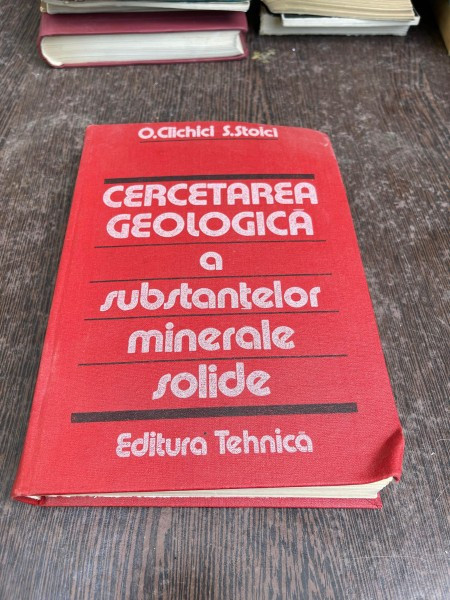 O.Clichici S.Stoici
CERCETAREA
GEOLOGICĂ
a
substanțelor
minerale
solide
Editura Tehnică